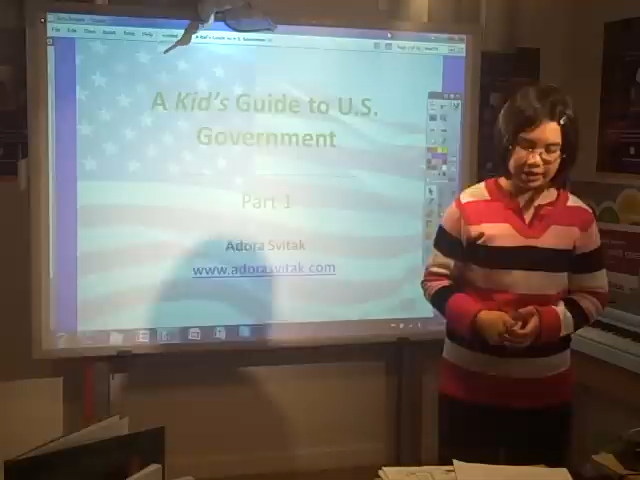 A Kid's Guide to U.S.
Government
Part 1
Adora Svitak
www.adorasvitak.com